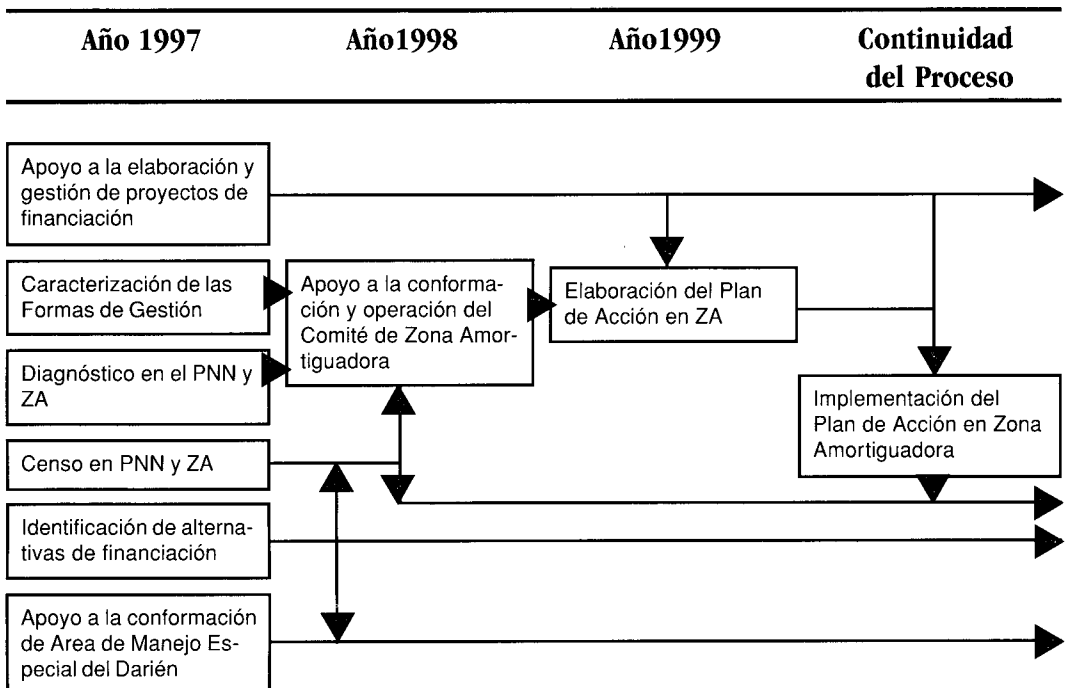 Año 1997
Año1998
Año1999
Continuidad
del Proceso
Apoyo a la elaboración y
gestión de proyectos de
financiación
Caracterización de las
Formas de Gestión
Diagnóstico en el PNN y
ZA
Censo en PNN y ZA
Identificación de alterna-
tivas de financiación
Apoyo a la conformación
de Area de Manejo Es-
pecial del Darién
Apoyo a la conforma-
ción y operación del
Comité de Zona Amor-
tiguadora
Elaboración del Plan
de Acción en ZA
Implementación del
Plan de Acción en Zona
Amortiguadora